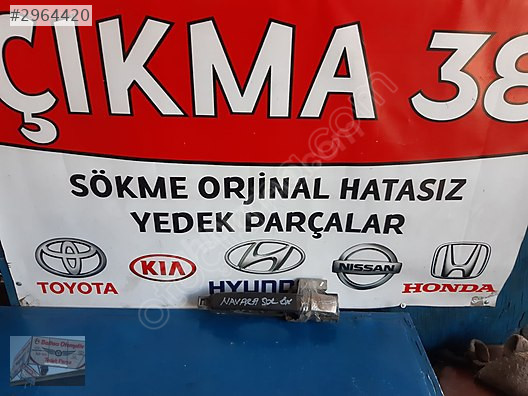 #2964420
ÇIKMA 38
SÖKME ORJİNAL HATASIZ
YEDEK PARÇALAR
TOYOTA
KIA
HYUNDAI
NISSAN
HONDA
NAVARA SOL ÖN